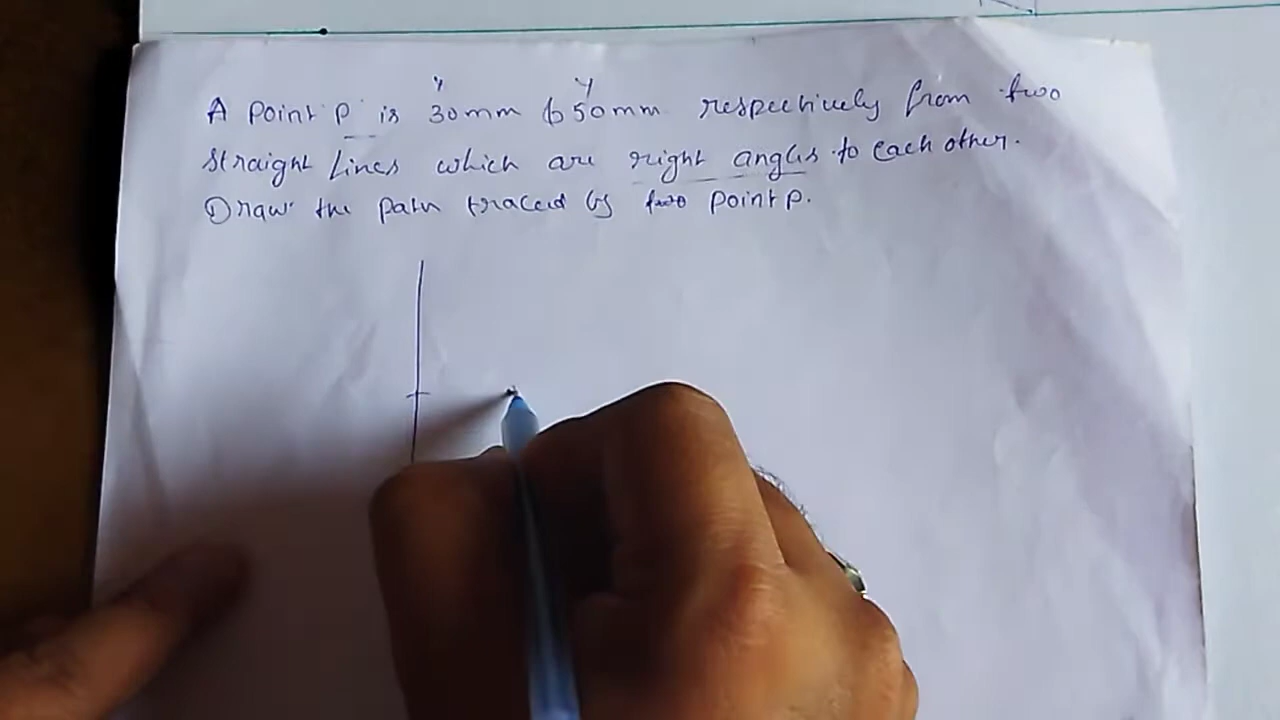 A point P is 30mm & 50mm respectively from two
straight lines which are right angles to each other.
Draw the path traced by two point p.